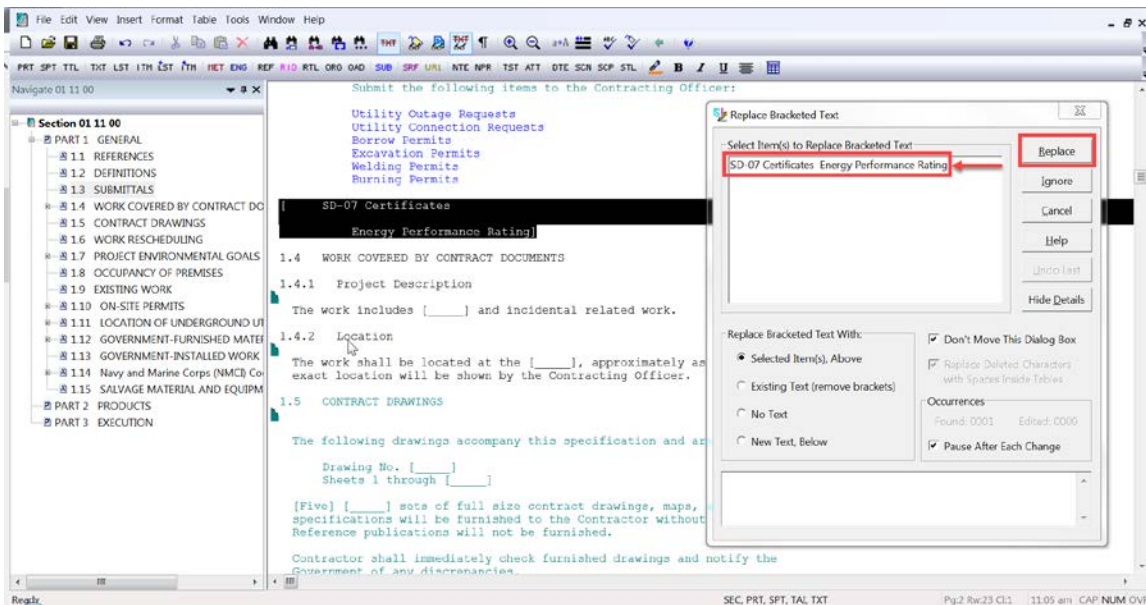 File Edit View Insert Format Table Tools Window Help
PRT SPT TTL TXT LST ITM LST ITM MET ENG REF RID RTL ORG OAD SUB SRF URL NTE NPR TST ATT DTE SCN SCP STL B I U
Navigate 01 11 00
Section 01 11 00
PART 1 GENERAL
1.1 REFERENCES
1.2 DEFINITIONS
1.3 SUBMITTALS
1.4 WORK COVERED BY CONTRACT DO
1.5 CONTRACT DRAWINGS
1.6 WORK RESCHEDULING
1.7 PROJECT ENVIRONMENTAL GOALS
1.8 OCCUPANCY OF PREMISES
1.9 EXISTING WORK
1.10 ON-SITE PERMITS
1.11 LOCATION OF UNDERGROUND UT
1.12 GOVERNMENT-FURNISHED MATER
1.13 GOVERNMENT-INSTALLED WORK
1.14 Navy and Marine Corps (NMCI) Co
1.15 SALVAGE MATERIAL AND EQUIPM
PART 2 PRODUCTS
PART 3 EXECUTION
Submit the following items to the Contracting Officer:
Utility Outage Requests
Utility Connection Requests
Borrow Permits
Excavation Permits
Welding Permits
Burning Permits
[ SD-07 Certificates
Energy Performance Rating]
1.4 WORK COVERED BY CONTRACT DOCUMENTS
1.4.1 Project Description
The work includes [_____] and incidental related work.
1.4.2 Location
The work shall be located at the [_____], approximately as
exact location will be shown by the Contracting Officer.
1.5 CONTRACT DRAWINGS
The following drawings accompany this specification and ar
Drawing No. [_____]
Sheets 1 through [_____]
[Five] [_____] sets of full size contract drawings, maps,
specifications will be furnished to the Contractor without
Reference publications will not be furnished.
Contractor shall immediately check furnished drawings and notify the
Government of any discrepancies.
Replace Bracketed Text
Select Item(s) to Replace Bracketed Text
SD-07 Certificates Energy Performance Rating
Replace
Ignore
Cancel
Help
Undo Last
Hide Details
Replace Bracketed Text With:
Selected Item(s), Above
Existing Text (remove brackets)
No Text
New Text, Below
Don't Move This Dialog Box
Replace Deleted Characters
with Spaces Inside Tables
Occurrences
Found: 0001 Edited: 0000
Pause After Each Change
Ready
SEC, PRT, SPT, TAI, TXT
Pg:2 Rw:23 Cl:1 11:05 am CAP NUM OV